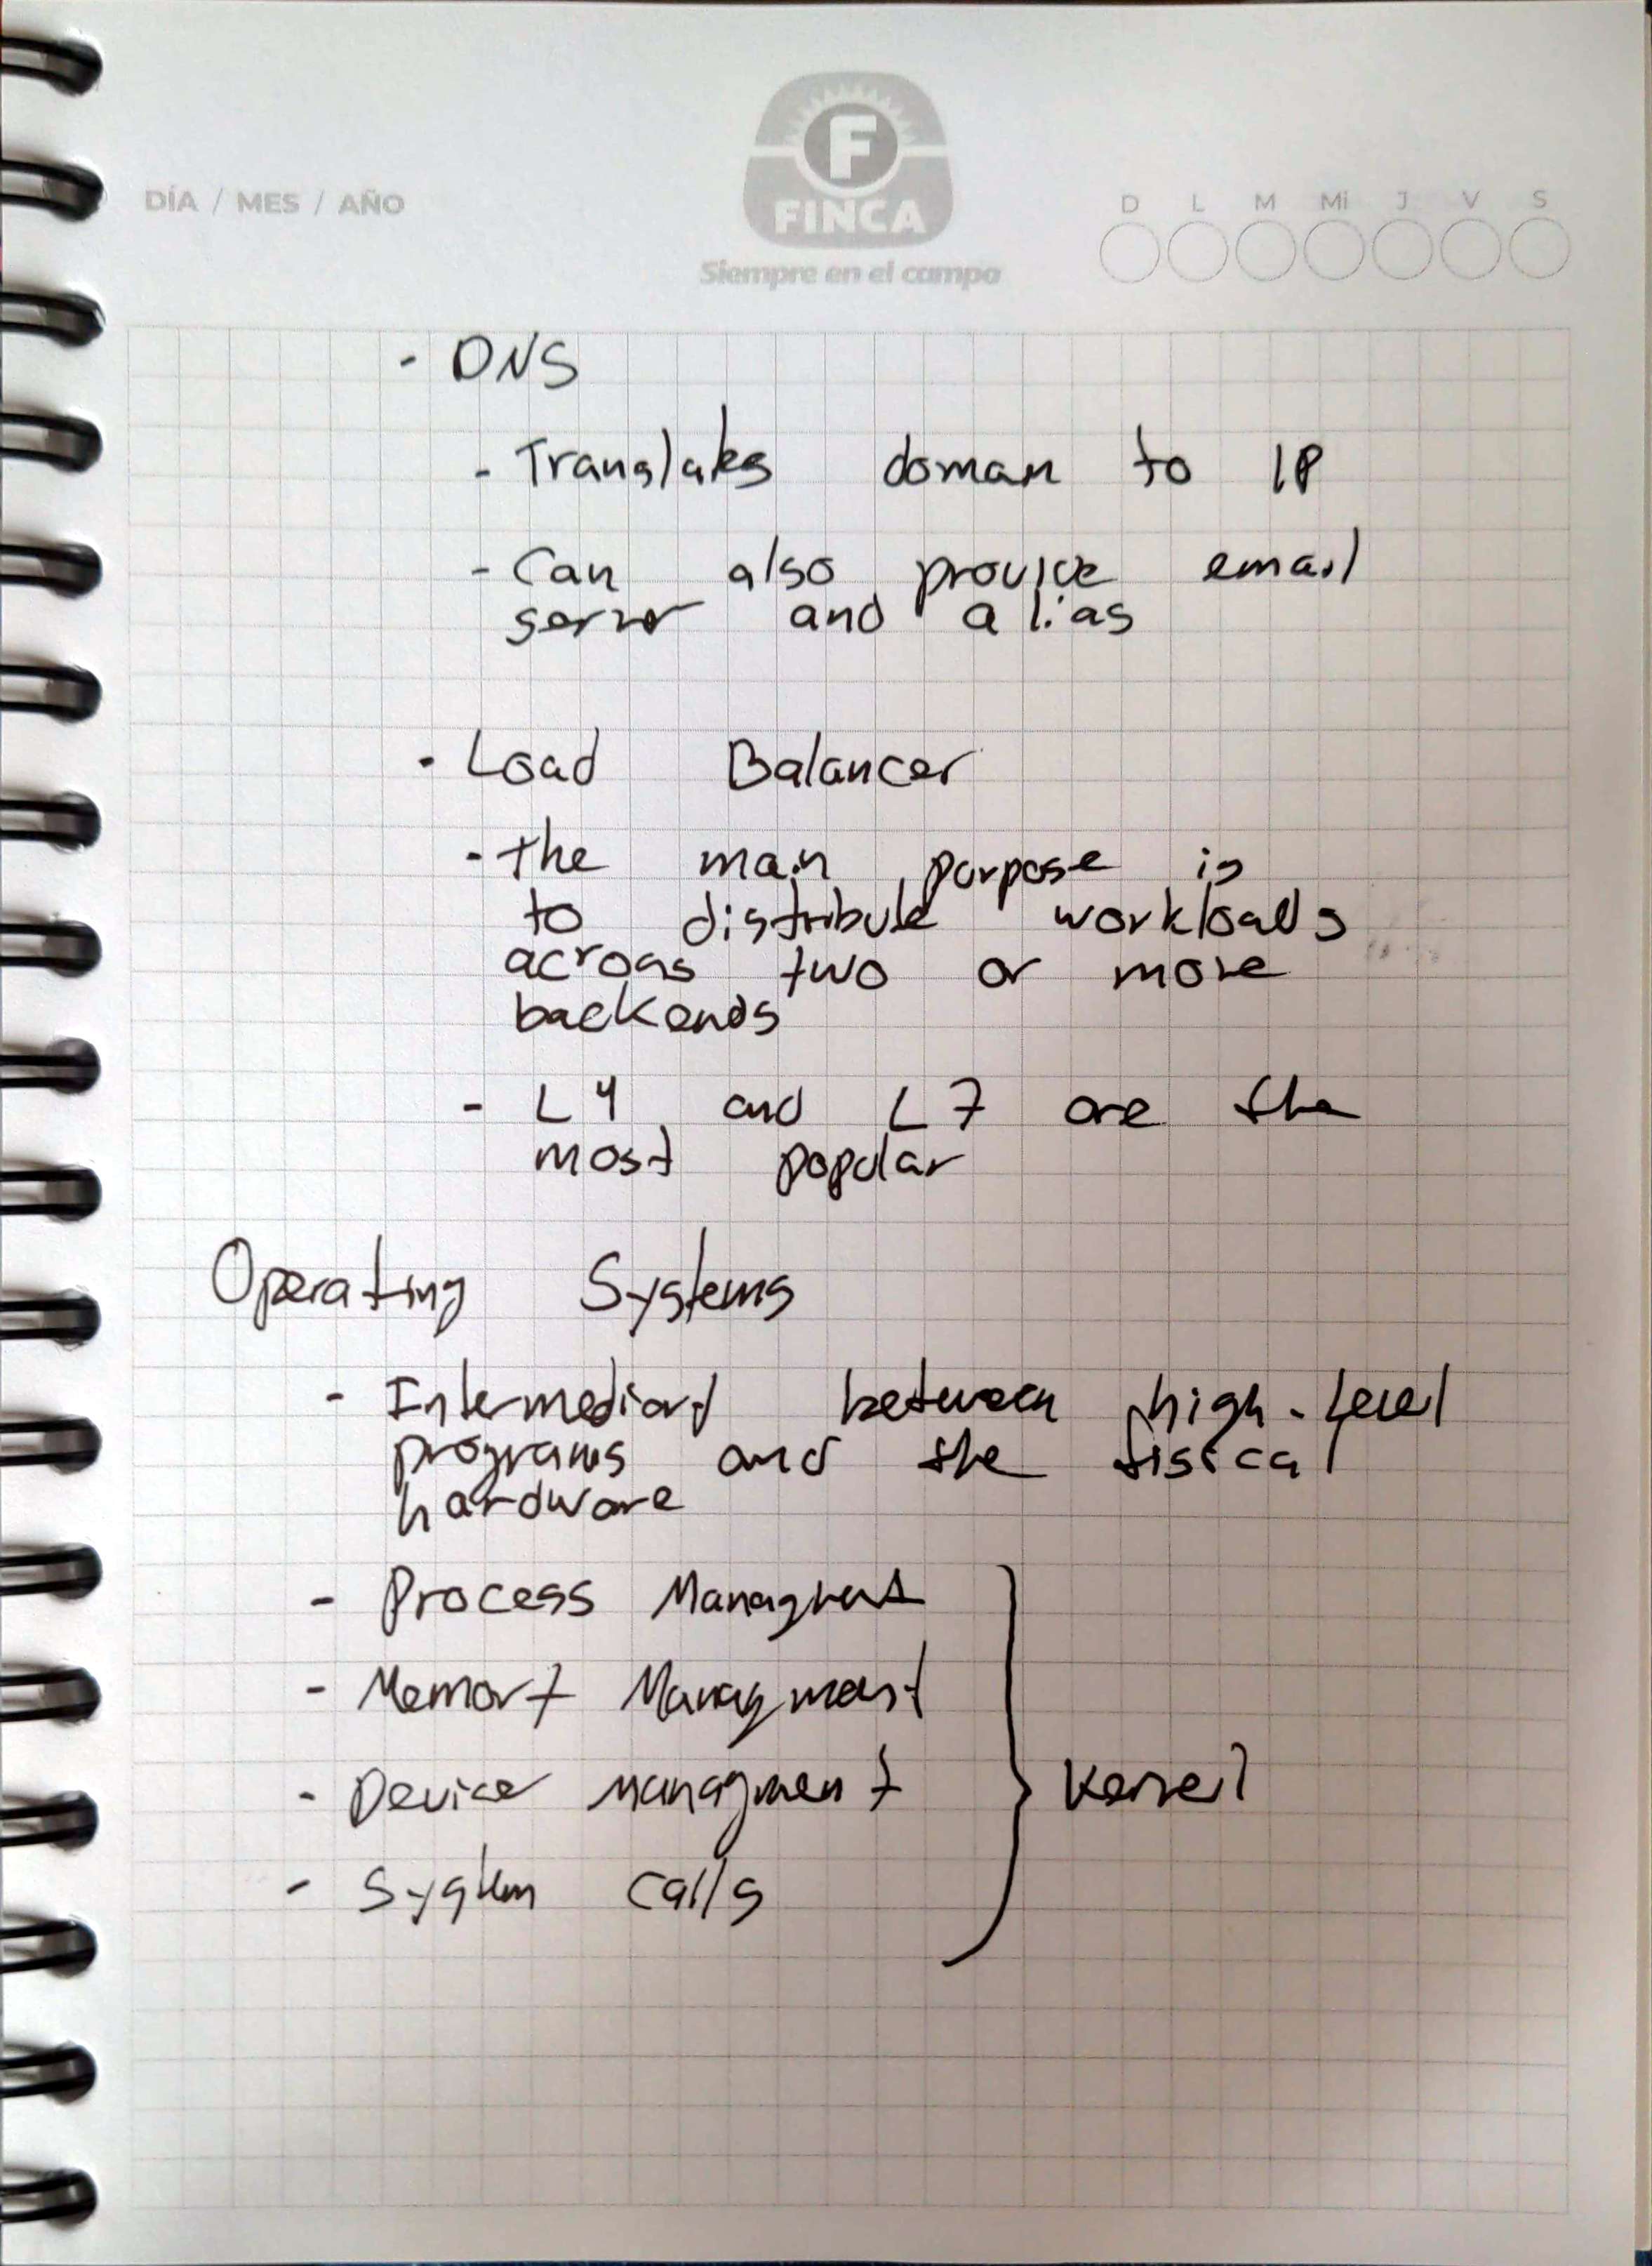 DÍA / MES / AÑO
F
FINCA
Siempre en el campo
D L M Mi J V S
- DNS
- Translates doman to IP
- Can also provide email
server and alias
- Load Balancer
- the main purpose is
to distribute workloads
across two or more
backends
- L4 and L7 are the
most popular
Operating Systems
- Intermediary between high-level
programs and the fisical
hardware
- Process Managment
- Memory Managment
- Device managment
- System calls
Kernel